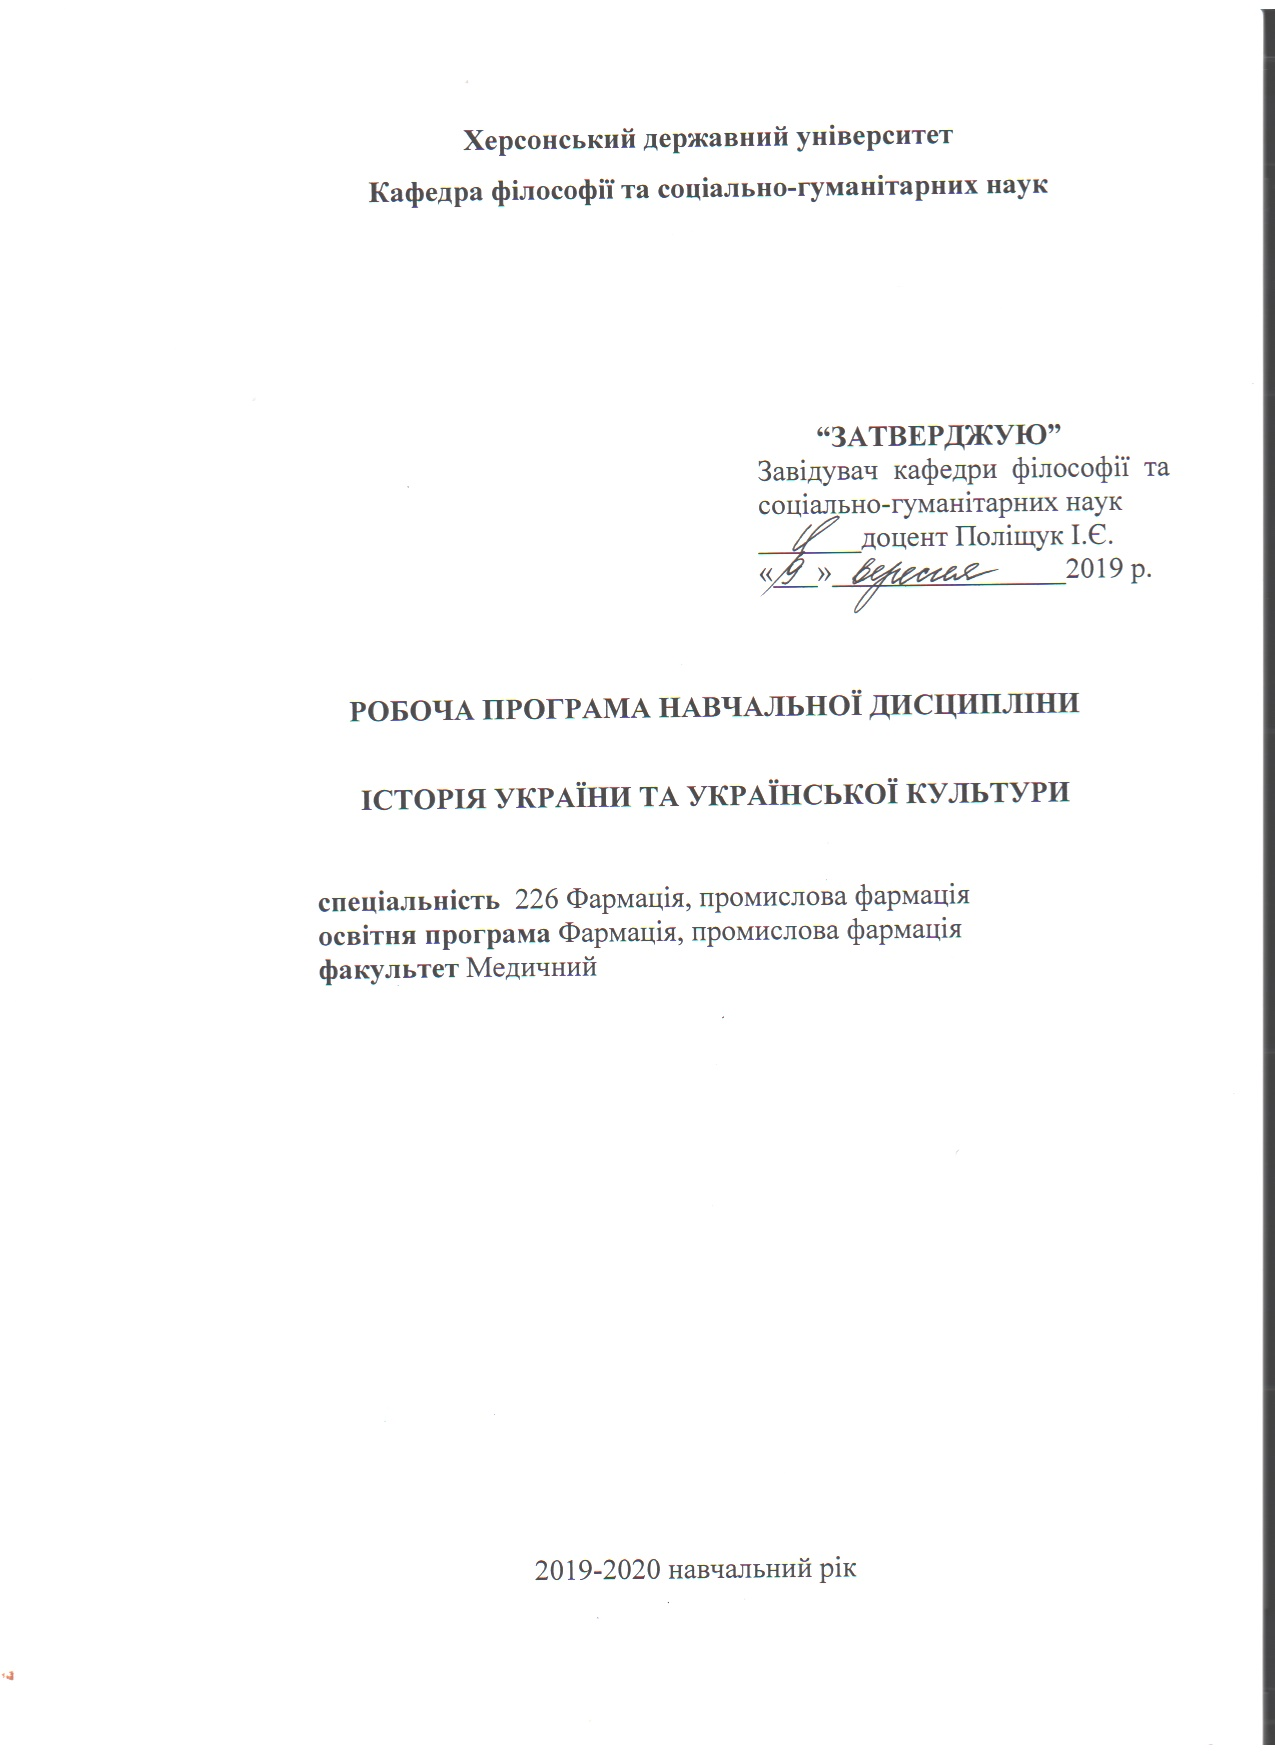 Херсонський державний університет
Кафедра філософії та соціально-гуманітарних наук
“ЗАТВЕРДЖУЮ”
Завідувач кафедри філософії та
соціально-гуманітарних наук
________доцент Поліщук І.Є.
«9» вересня 2019 р.
РОБОЧА ПРОГРАМА НАВЧАЛЬНОЇ ДИСЦИПЛІНИ
ІСТОРІЯ УКРАЇНИ ТА УКРАЇНСЬКОЇ КУЛЬТУРИ
спеціальність 226 Фармація, промислова фармація
освітня програма Фармація, промислова фармація
факультет Медичний
2019-2020 навчальний рік